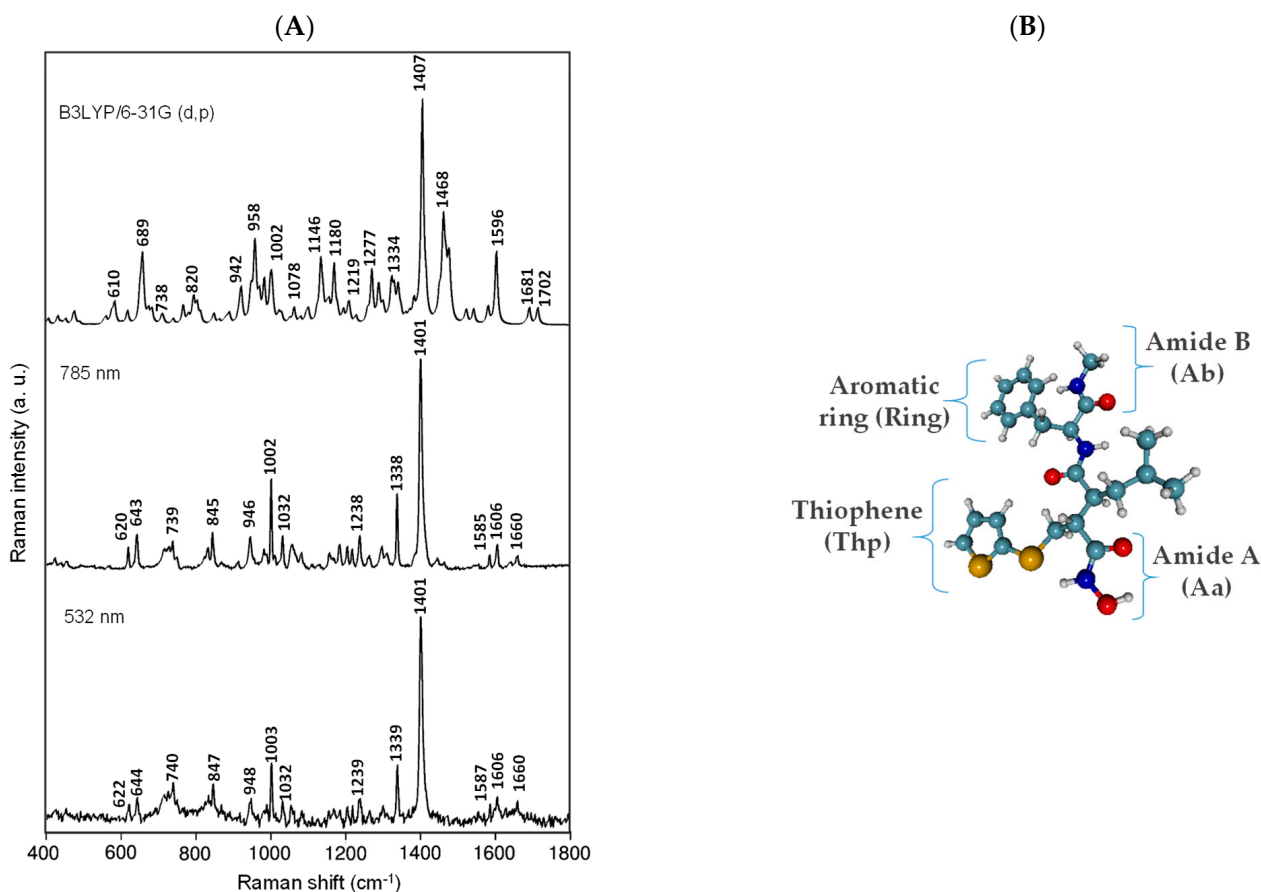 (A)
B3LYP/6-31G (d,p)
610
689
738
820
942
958
1002
1078
1146
1180
1219
1277
1334
1407
1468
1596
1681
1702
785 nm
620
643
739
845
946
1002
1032
1238
1338
1401
1585
1606
1660
532 nm
622
644
740
847
948
1003
1032
1239
1339
1401
1587
1606
1660
400 600 800 1000 1200 1400 1600 1800
Raman shift (cm⁻¹)
Raman intensity (a. u.)
(B)
Amide B
(Ab)
Aromatic
ring (Ring)
Thiophene
(Thp)
Amide A
(Aa)